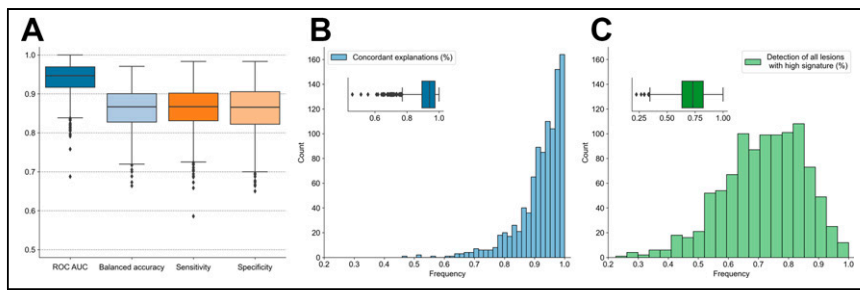 A
1.0
0.9
0.8
0.7
0.6
0.5
ROC AUC Balanced accuracy Sensitivity Specificity
B
Concordant explanations (%)
Count
160
140
120
100
80
60
40
20
0
0.6 0.8 1.0
0.2 0.3 0.4 0.5 0.6 0.7 0.8 0.9 1.0
Frequency
C
Detection of all lesions
with high signature (%)
Count
160
140
120
100
80
60
40
20
0
0.25 0.50 0.75 1.00
0.2 0.3 0.4 0.5 0.6 0.7 0.8 0.9 1.0
Frequency